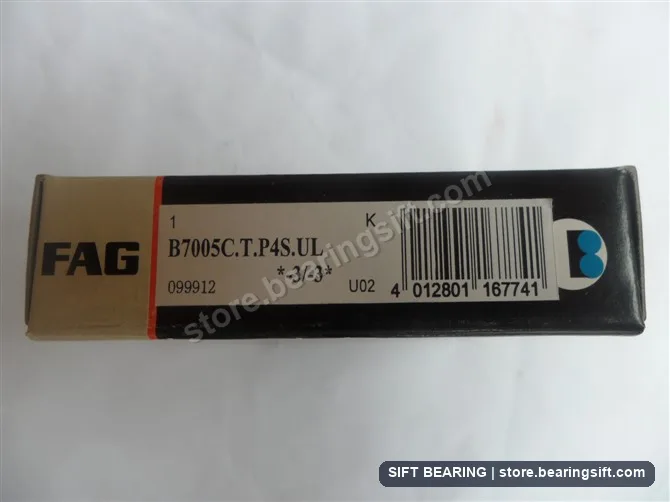 FAG
1 K
B7005C.T.P4S.UL
*-3/-3*
099912 U02
4 012801 167741
store.bearingsift.com
SIFT BEARING | store.bearingsift.com